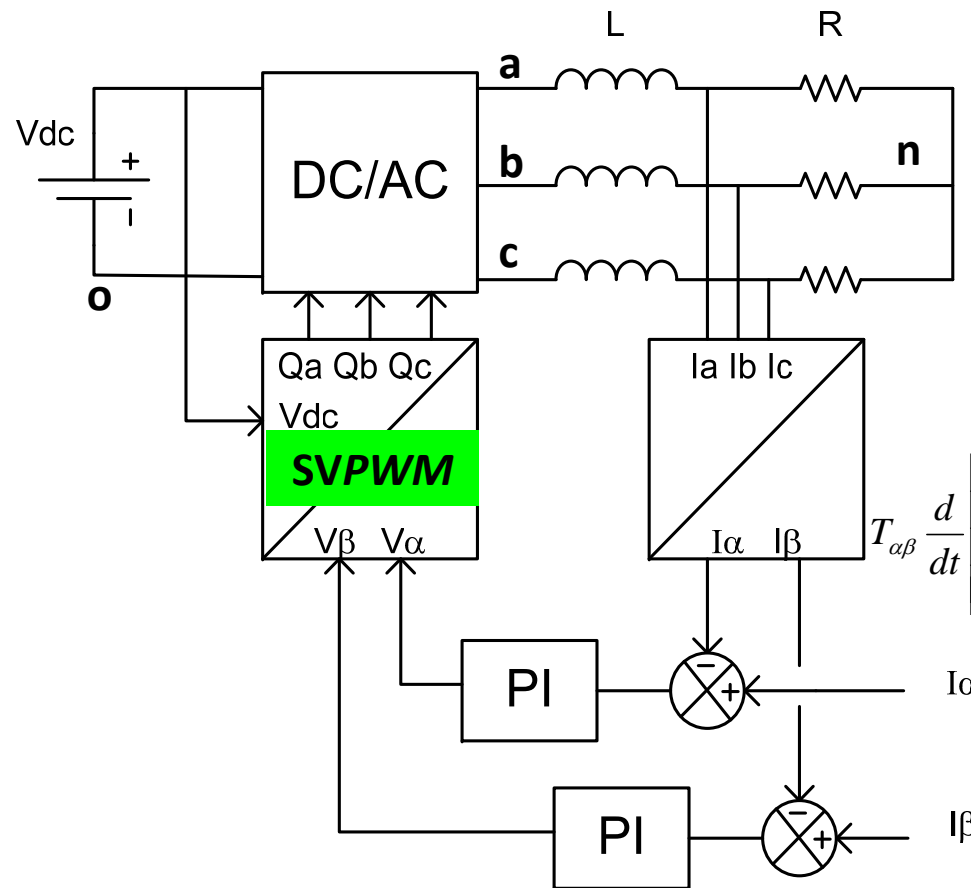 L R
a
Vdc
+
DC/AC
b
n
c
o
Qa Qb Qc
Ia Ib Ic
Vdc
SVPWM
Vβ Vα
Iα Iβ
Tαβ d/dt
PI
−
+
Iα
PI
−
+
Iβ